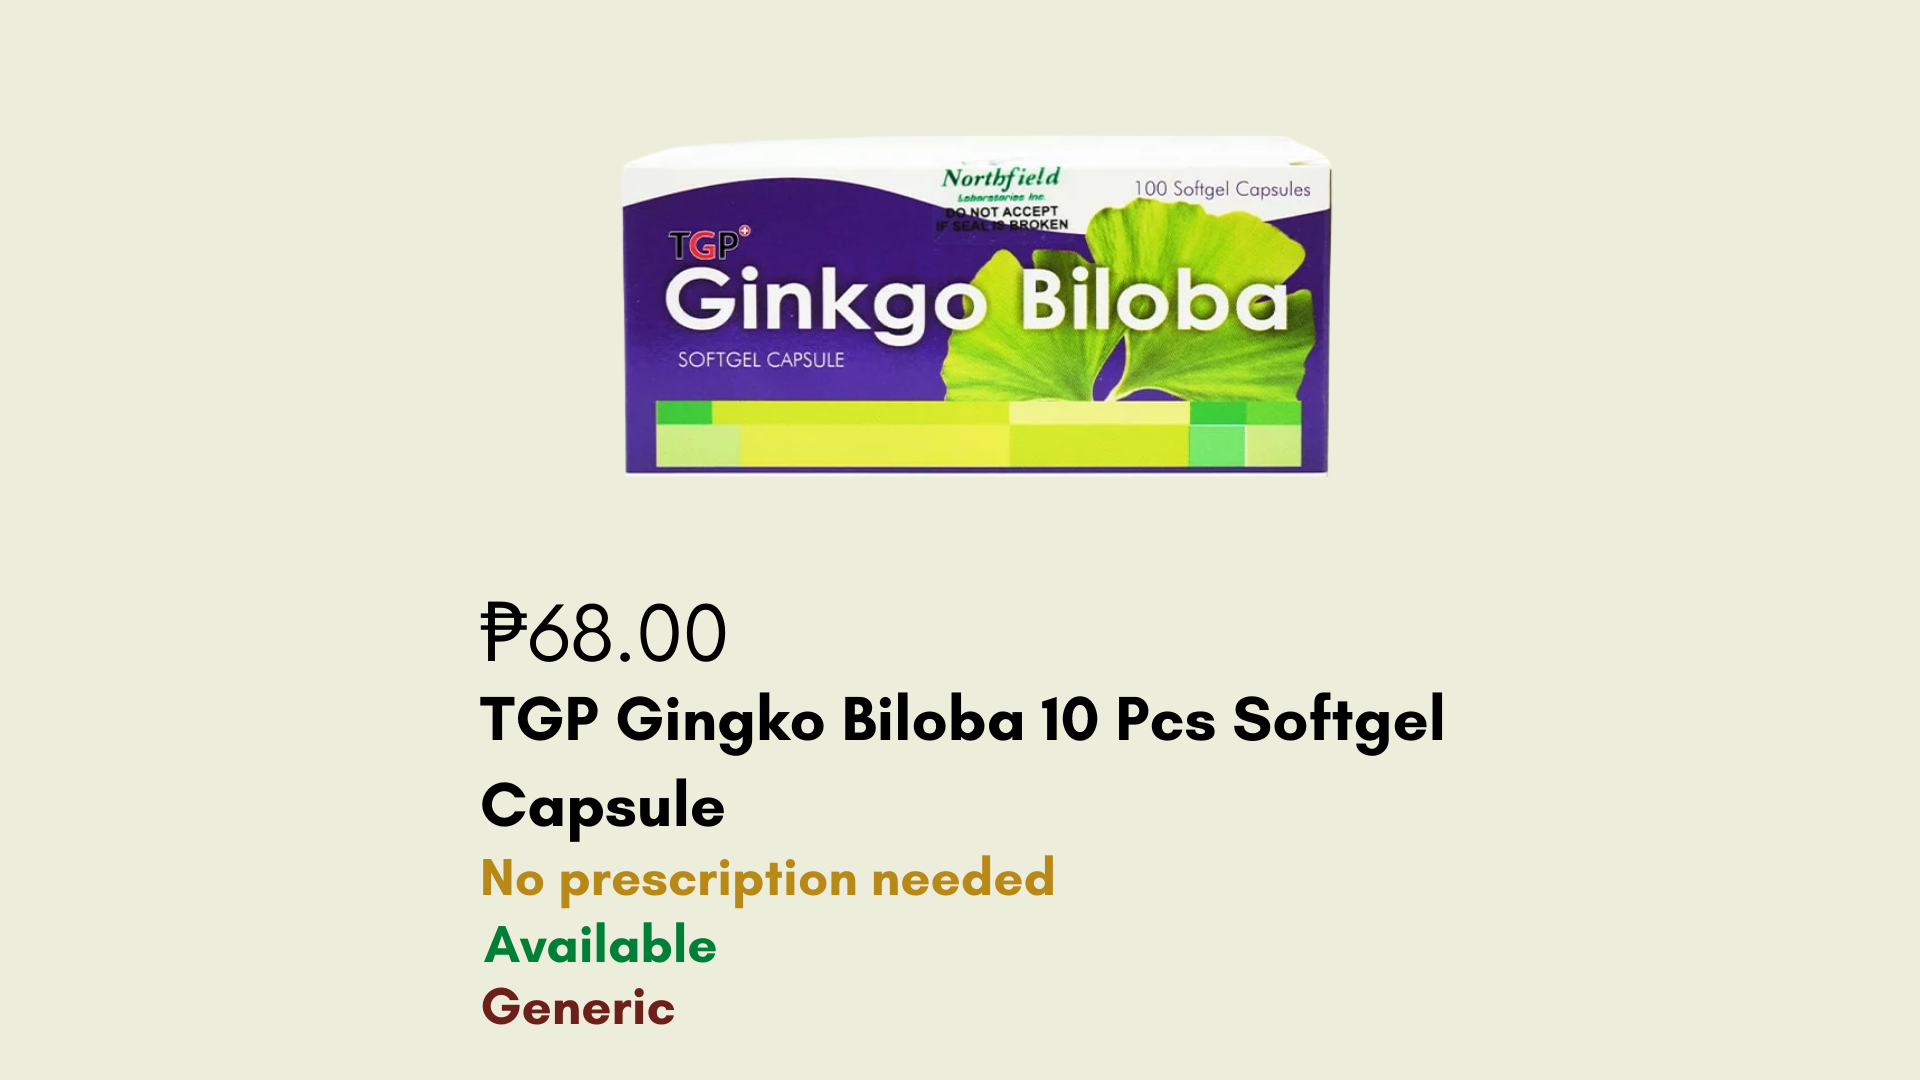 Northfield
Laboratories Inc.
DO NOT ACCEPT
IF SEAL IS BROKEN
100 Softgel Capsules
TGP
Ginkgo Biloba
SOFTGEL CAPSULE
₱68.00
TGP Gingko Biloba 10 Pcs Softgel
Capsule
No prescription needed
Available
Generic